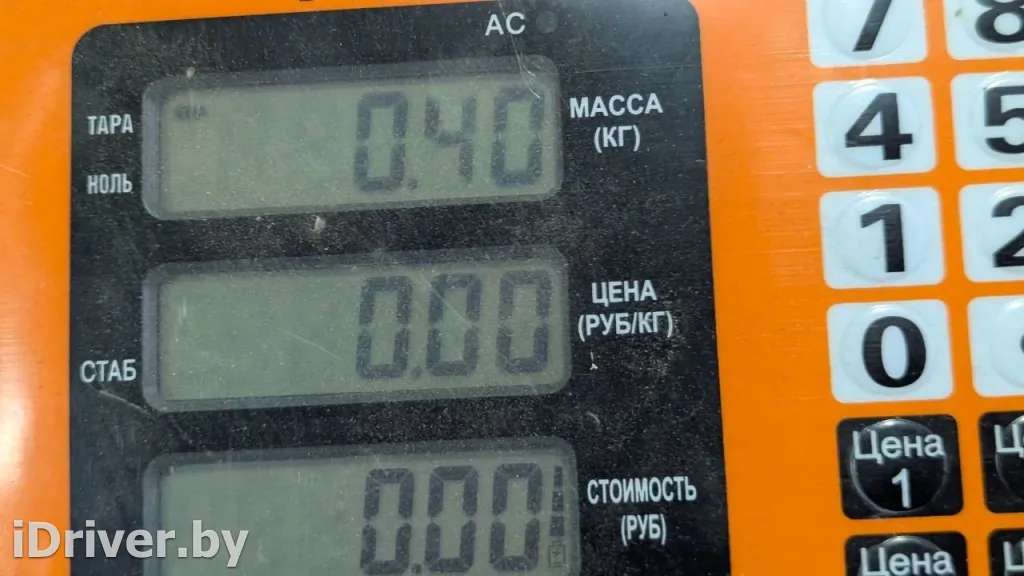 AC
ТАРА
0.40
МАССА
(КГ)
НОЛЬ
0.00
ЦЕНА
(РУБ/КГ)
СТАБ
0.00
СТОИМОСТЬ
(РУБ)
7 8
4 5
1 2
0
Цена
1
Цена
iDriver.by